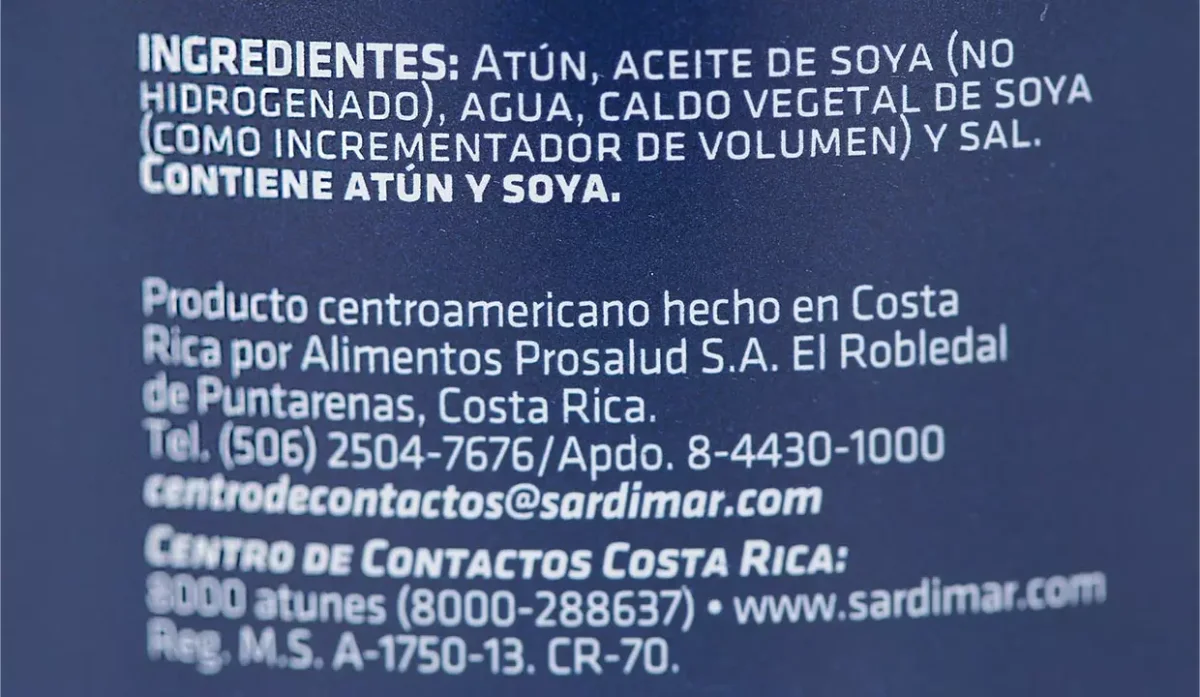 INGREDIENTES: ATÚN, ACEITE DE SOYA (NO
HIDROGENADO), AGUA, CALDO VEGETAL DE SOYA
(COMO INCREMENTADOR DE VOLUMEN) Y SAL.
CONTIENE ATÚN Y SOYA.
Producto centroamericano hecho en Costa
Rica por Alimentos Prosalud S.A. El Robledal
de Puntarenas, Costa Rica.
Tel. (506) 2504-7676/Apdo. 8-4430-1000
centrodecontactos@sardimar.com
CENTRO DE CONTACTOS COSTA RICA:
8000 atunes (8000-288637) • www.sardimar.com
Reg. M.S. A-1750-13. CR-70.